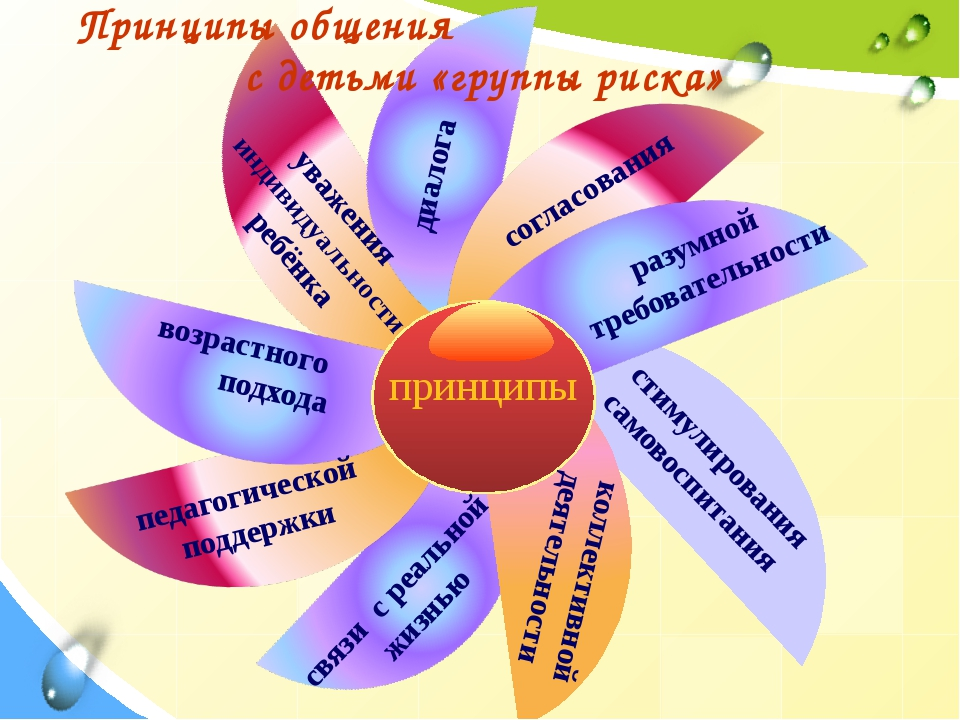 Принципы общения
с детьми «группы риска»
уважения
индивидуальности
ребёнка
диалога
согласования
разумной
требовательности
стимулирования
самовоспитания
коллективной
деятельности
связи с реальной
жизнью
педагогической
поддержки
возрастного
подхода
принципы